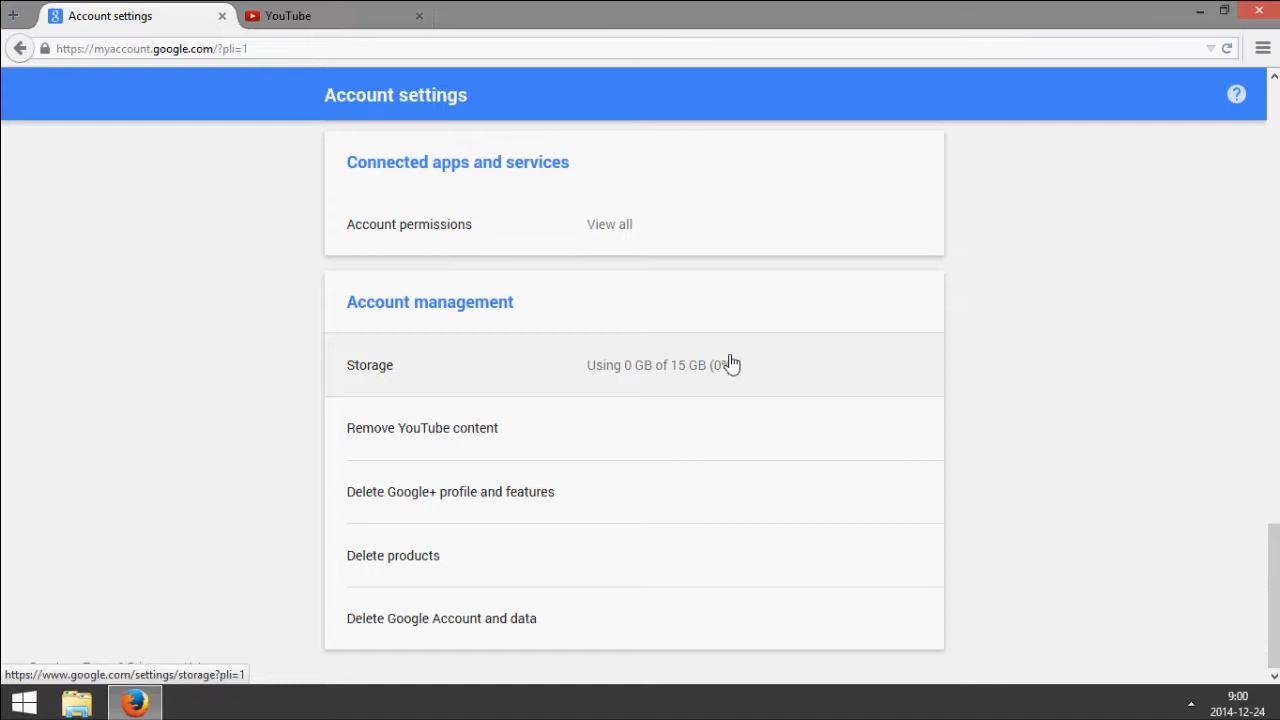 Account settings
YouTube
https://myaccount.google.com/?pli=1
Account settings
Connected apps and services
Account permissions View all
Account management
Storage Using 0 GB of 15 GB (0%
Remove YouTube content
Delete Google+ profile and features
Delete products
Delete Google Account and data
https://www.google.com/settings/storage?pli=1
9:00
2014-12-24